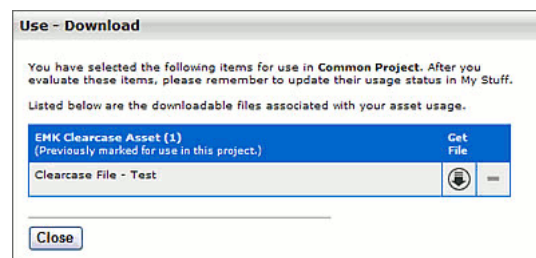 Use - Download
You have selected the following items for use in Common Project. After you
evaluate these items, please remember to update their usage status in My Stuff.
Listed below are the downloadable files associated with your asset usage.
EMK Clearcase Asset (1)
(Previously marked for use in this project.)
Get
File
Clearcase File - Test
Close